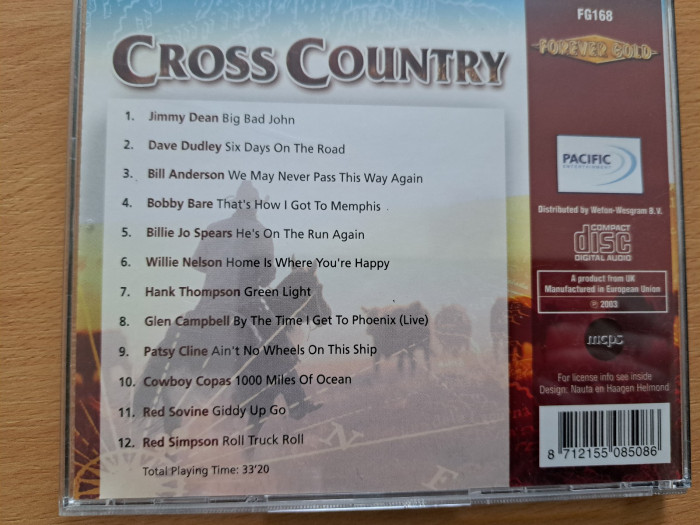 FG168
FOREVER GOLD
CROSS COUNTRY
1. Jimmy Dean Big Bad John
2. Dave Dudley Six Days On The Road
3. Bill Anderson We May Never Pass This Way Again
4. Bobby Bare That's How I Got To Memphis
5. Billie Jo Spears He's On The Run Again
6. Willie Nelson Home Is Where You're Happy
7. Hank Thompson Green Light
8. Glen Campbell By The Time I Get To Phoenix (Live)
9. Patsy Cline Ain't No Wheels On This Ship
10. Cowboy Copas 1000 Miles Of Ocean
11. Red Sovine Giddy Up Go
12. Red Simpson Roll Truck Roll
Total Playing Time: 33'20
PACIFIC
ENTERTAINMENT
Distributed by Weton-Wesgram B.V.
COMPACT
disc
DIGITAL AUDIO
A product from UK
Manufactured in European Union
℗ 2003
mcps
For license info see inside
Design: Nauta en Haagen Helmond
8 712155 085086
N
E